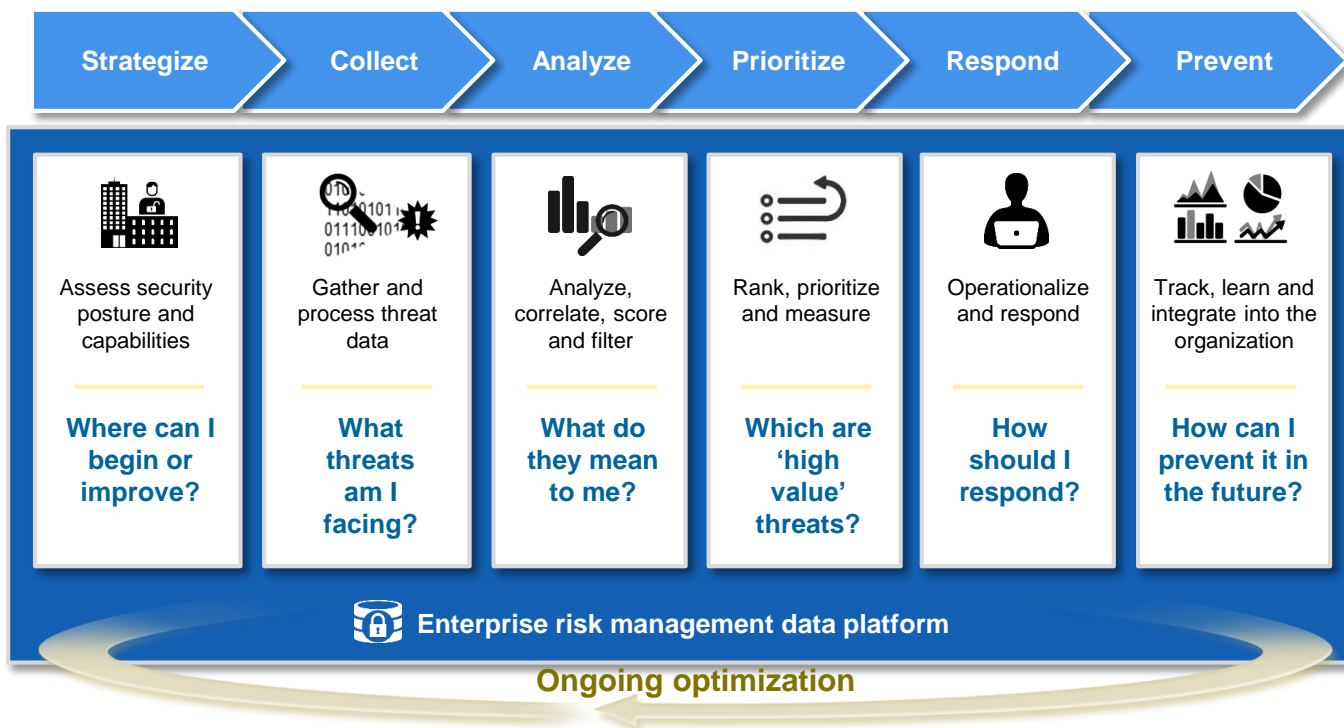 Strategize
Collect
Analyze
Prioritize
Respond
Prevent
Assess security
posture and
capabilities
Where can I
begin or
improve?
Gather and
process threat
data
What
threats
am I
facing?
Analyze,
correlate, score
and filter
What do
they mean
to me?
Rank, prioritize
and measure
Which are
‘high
value’
threats?
Operationalize
and respond
How
should I
respond?
Track, learn and
integrate into the
organization
How can I
prevent it in
the future?
Enterprise risk management data platform
Ongoing optimization